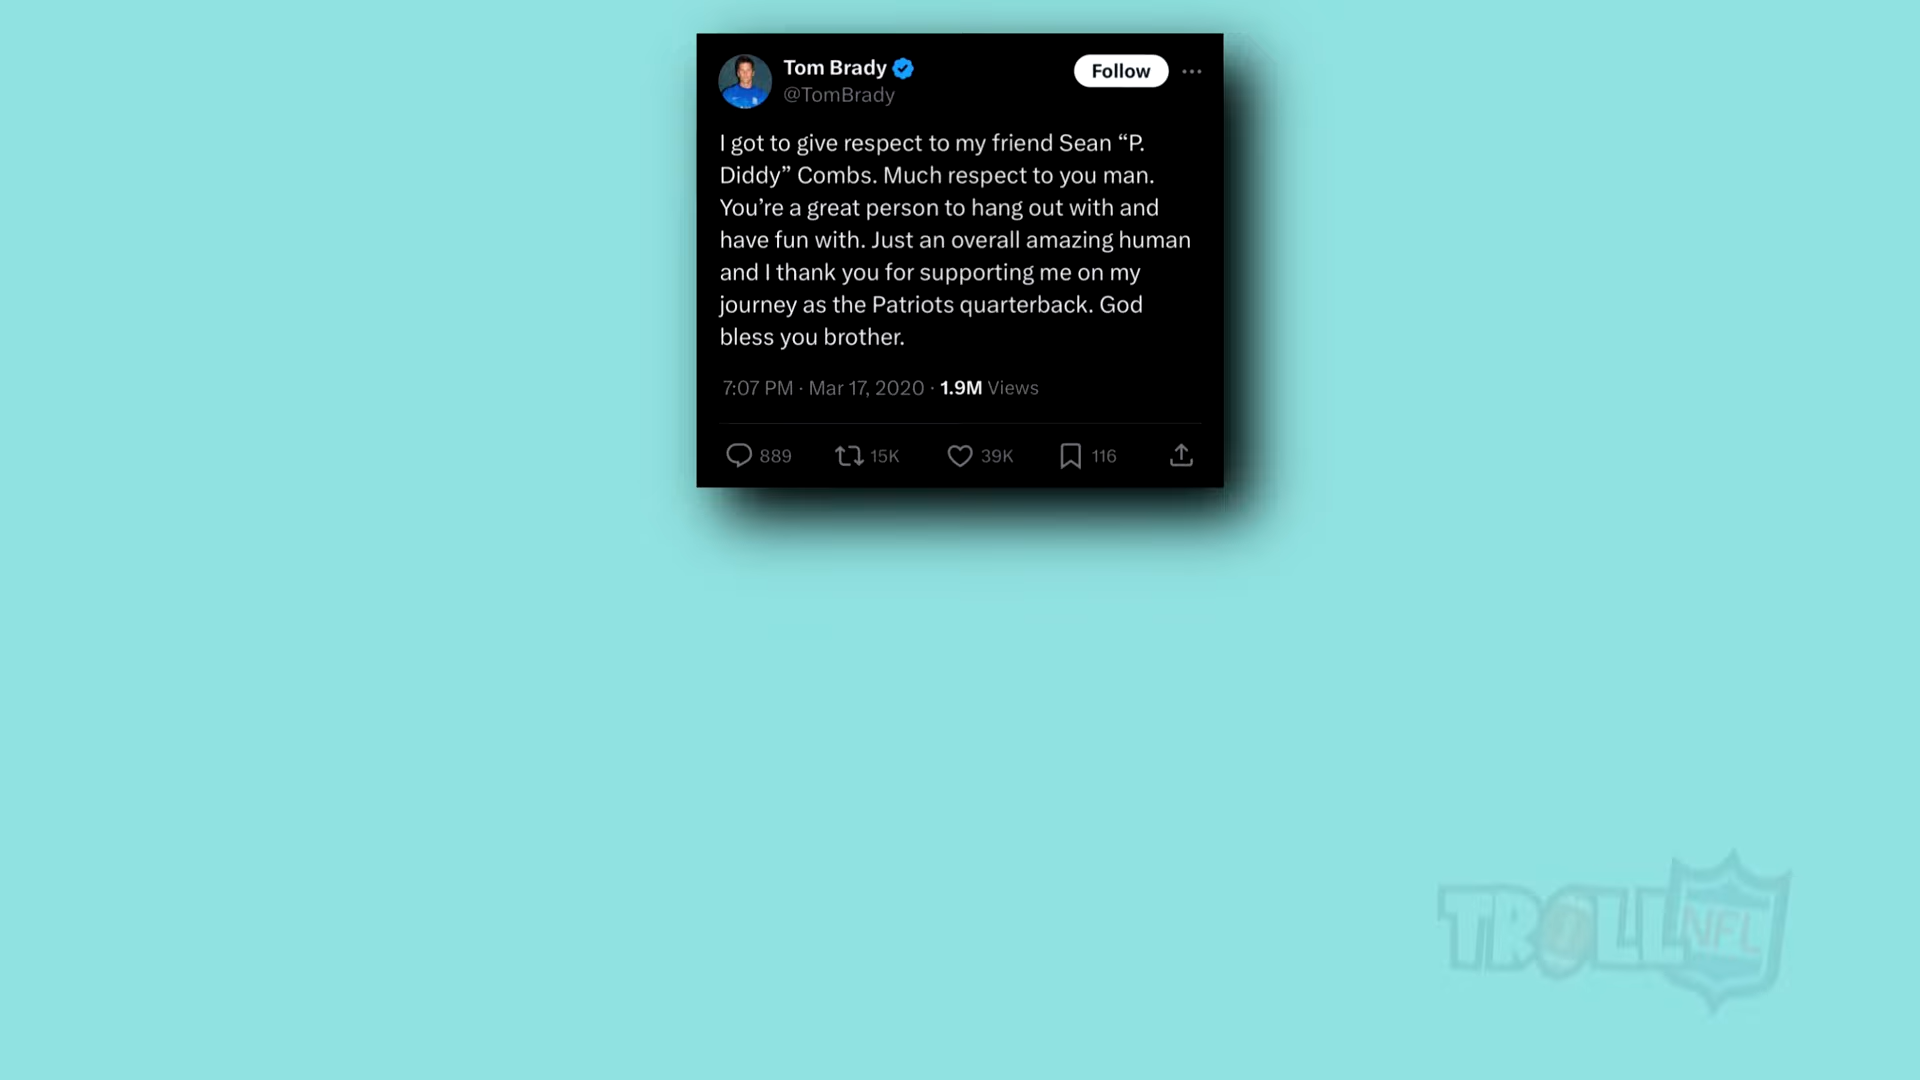 Tom Brady
Follow
@TomBrady
I got to give respect to my friend Sean “P.
Diddy” Combs. Much respect to you man.
You’re a great person to hang out with and
have fun with. Just an overall amazing human
and I thank you for supporting me on my
journey as the Patriots quarterback. God
bless you brother.
7:07 PM · Mar 17, 2020 · 1.9M Views
889 15K 39K 116
TROLL NFL